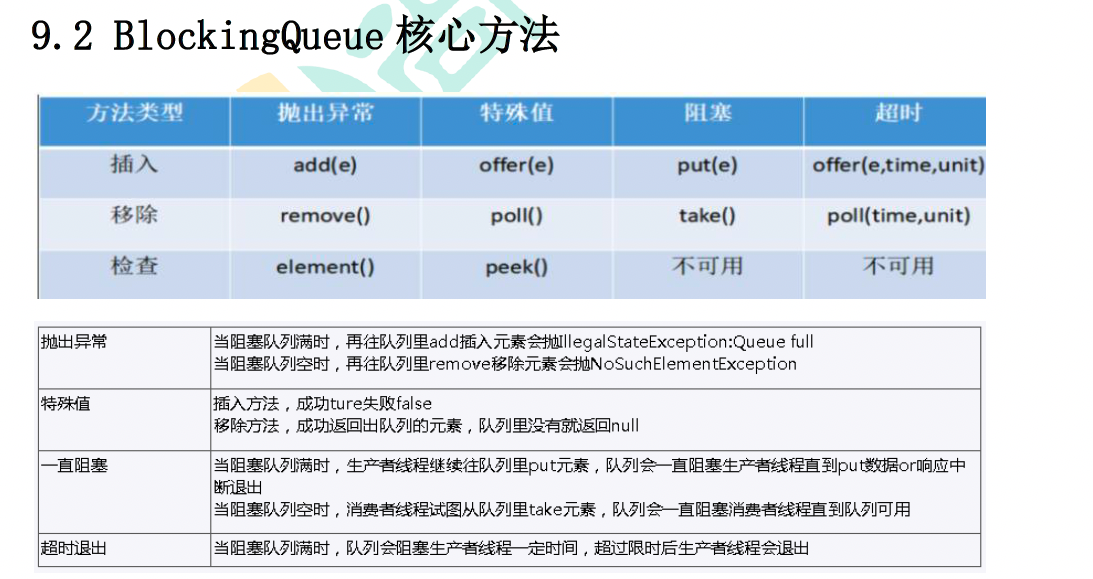 9.2 BlockingQueue 核心方法
方法类型 抛出异常 特殊值 阻塞 超时
插入 add(e) offer(e) put(e) offer(e,time,unit)
移除 remove() poll() take() poll(time,unit)
检查 element() peek() 不可用 不可用
抛出异常 当阻塞队列满时，再往队列里add插入元素会抛IllegalStateException:Queue full
当阻塞队列空时，再往队列里remove移除元素会抛NoSuchElementException
特殊值 插入方法，成功ture失败false
移除方法，成功返回出队列的元素，队列里没有就返回null
一直阻塞 当阻塞队列满时，生产者线程继续往队列里put元素，队列会一直阻塞生产者线程直到put数据or响应中
断退出
当阻塞队列空时，消费者线程试图从队列里take元素，队列会一直阻塞消费者线程直到队列可用
超时退出 当阻塞队列满时，队列会阻塞生产者线程一定时间，超过限时后生产者线程会退出